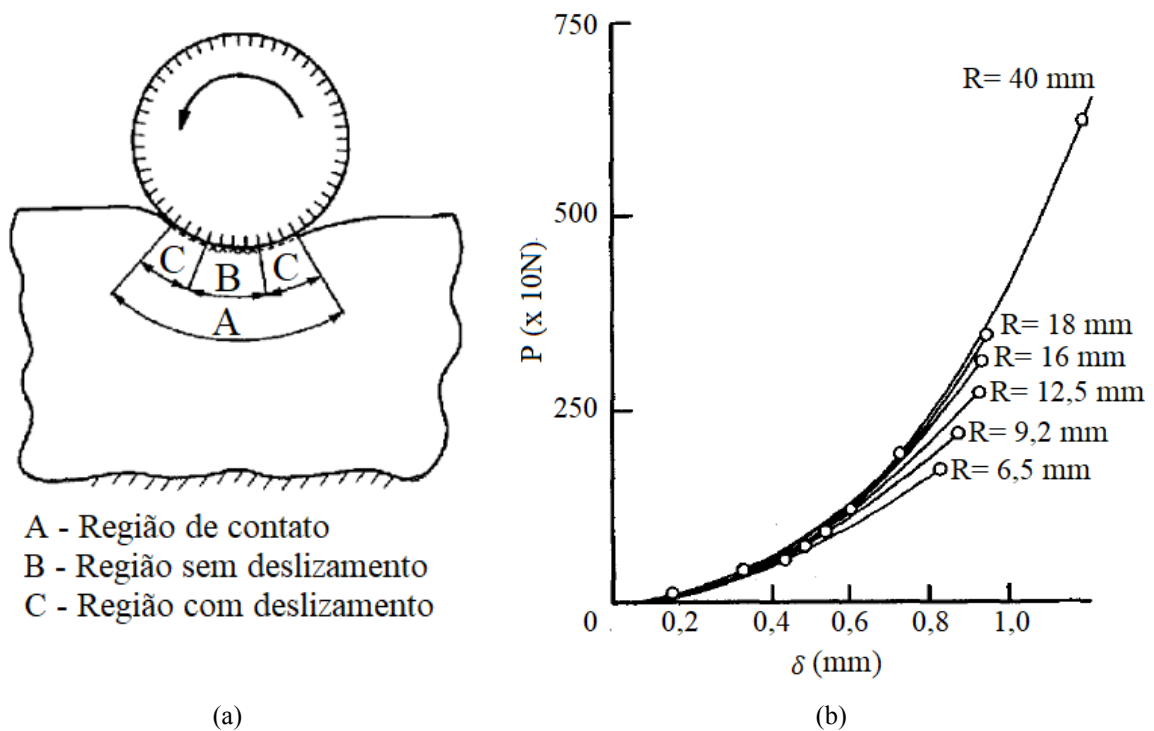 C
B
C
A
A - Região de contato
B - Região sem deslizamento
C - Região com deslizamento
(a)
750
500
250
0
P (x 10N)
R= 40 mm
R= 18 mm
R= 16 mm
R= 12,5 mm
R= 9,2 mm
R= 6,5 mm
0,2 0,4 0,6 0,8 1,0
δ (mm)
(b)